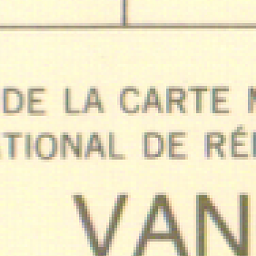 DE LA CARTE N
TIONAL DE RÉ
VAN